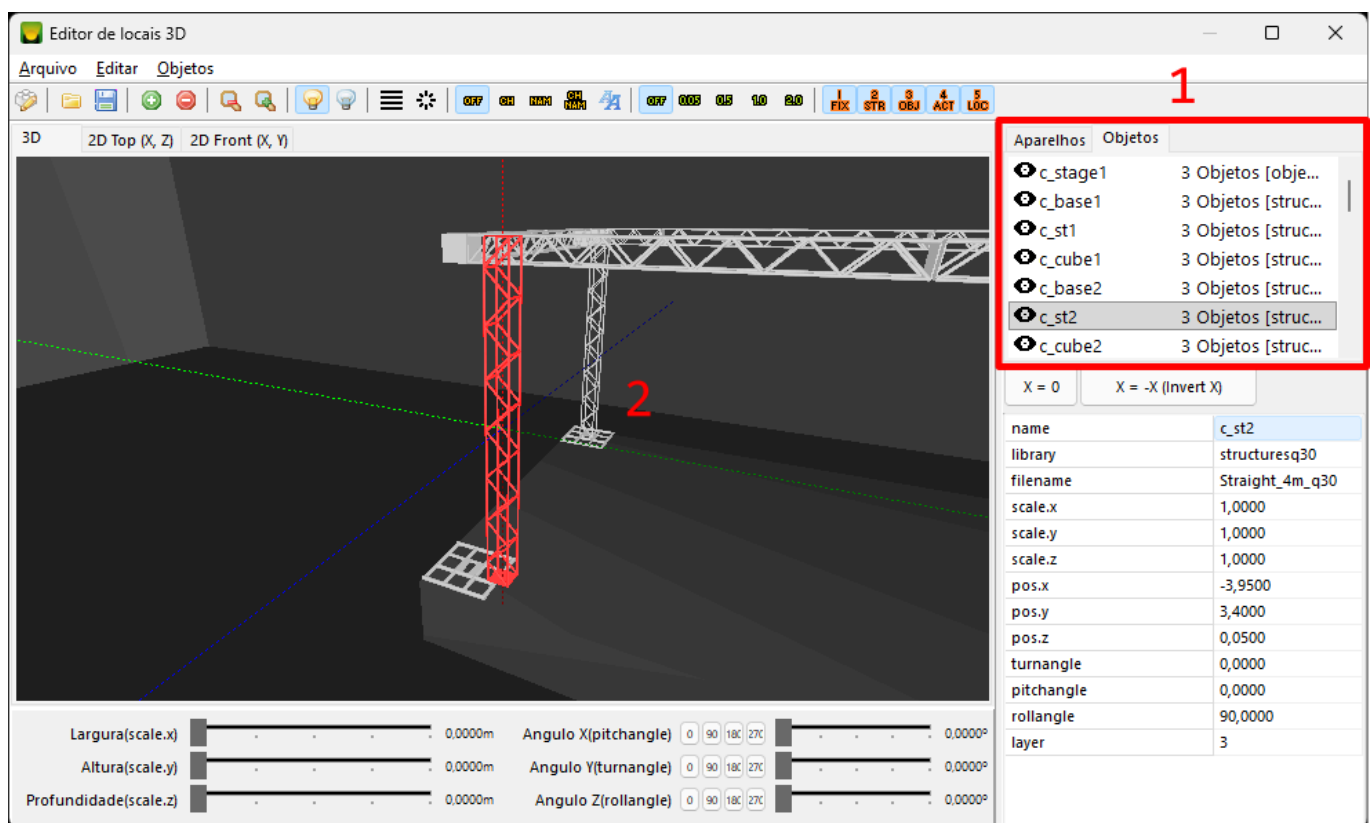 Editor de locais 3D
Arquivo Editar Objetos
1
OFF CH NAM CH NAM OFF 0.05 0.5 1.0 2.0 1 FIX 2 STR 3 OBJ 4 ACT 5 LOC
3D 2D Top (X, Z) 2D Front (X, Y)
Aparelhos Objetos
c_stage1 3 Objetos [obje...
c_base1 3 Objetos [struc...
c_st1 3 Objetos [struc...
c_cube1 3 Objetos [struc...
c_base2 3 Objetos [struc...
c_st2 3 Objetos [struc...
c_cube2 3 Objetos [struc...
2
X = 0 X = -X (Invert X)
name c_st2
library structuresq30
filename Straight_4m_q30
scale.x 1,0000
scale.y 1,0000
scale.z 1,0000
pos.x -3,9500
pos.y 3,4000
pos.z 0,0500
turnangle 0,0000
pitchangle 0,0000
rollangle 90,0000
layer 3
Largura(scale.x) 0,0000m Angulo X(pitchangle) 0 90 180 270 0,0000º
Altura(scale.y) 0,0000m Angulo Y(turnangle) 0 90 180 270 0,0000º
Profundidade(scale.z) 0,0000m Angulo Z(rollangle) 0 90 180 270 0,0000º